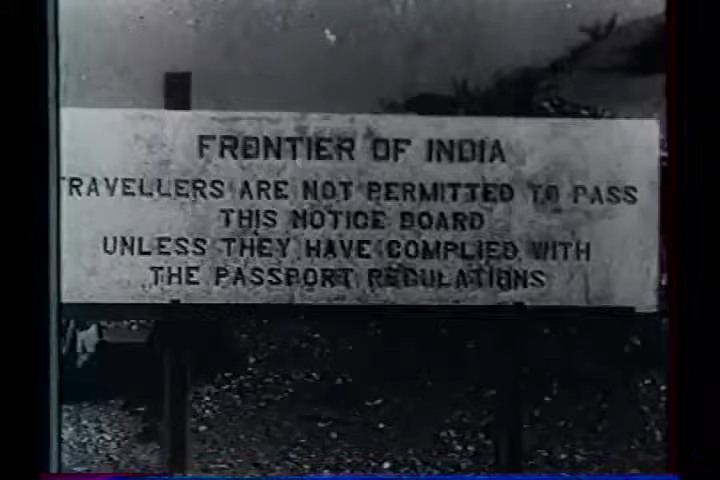 FRONTIER OF INDIA
TRAVELLERS ARE NOT PERMITTED TO PASS
THIS NOTICE BOARD
UNLESS THEY HAVE COMPLIED WITH
THE PASSPORT REGULATIONS